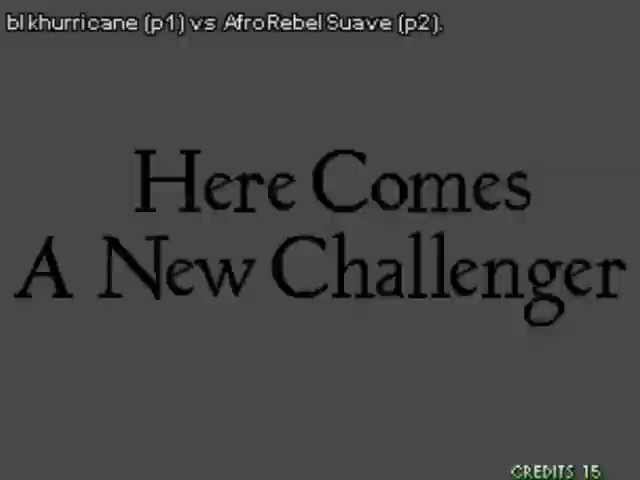 blkhurricane (p1) vs AfroRebelSuave (p2).
Here Comes
A New Challenger
CREDITS 15